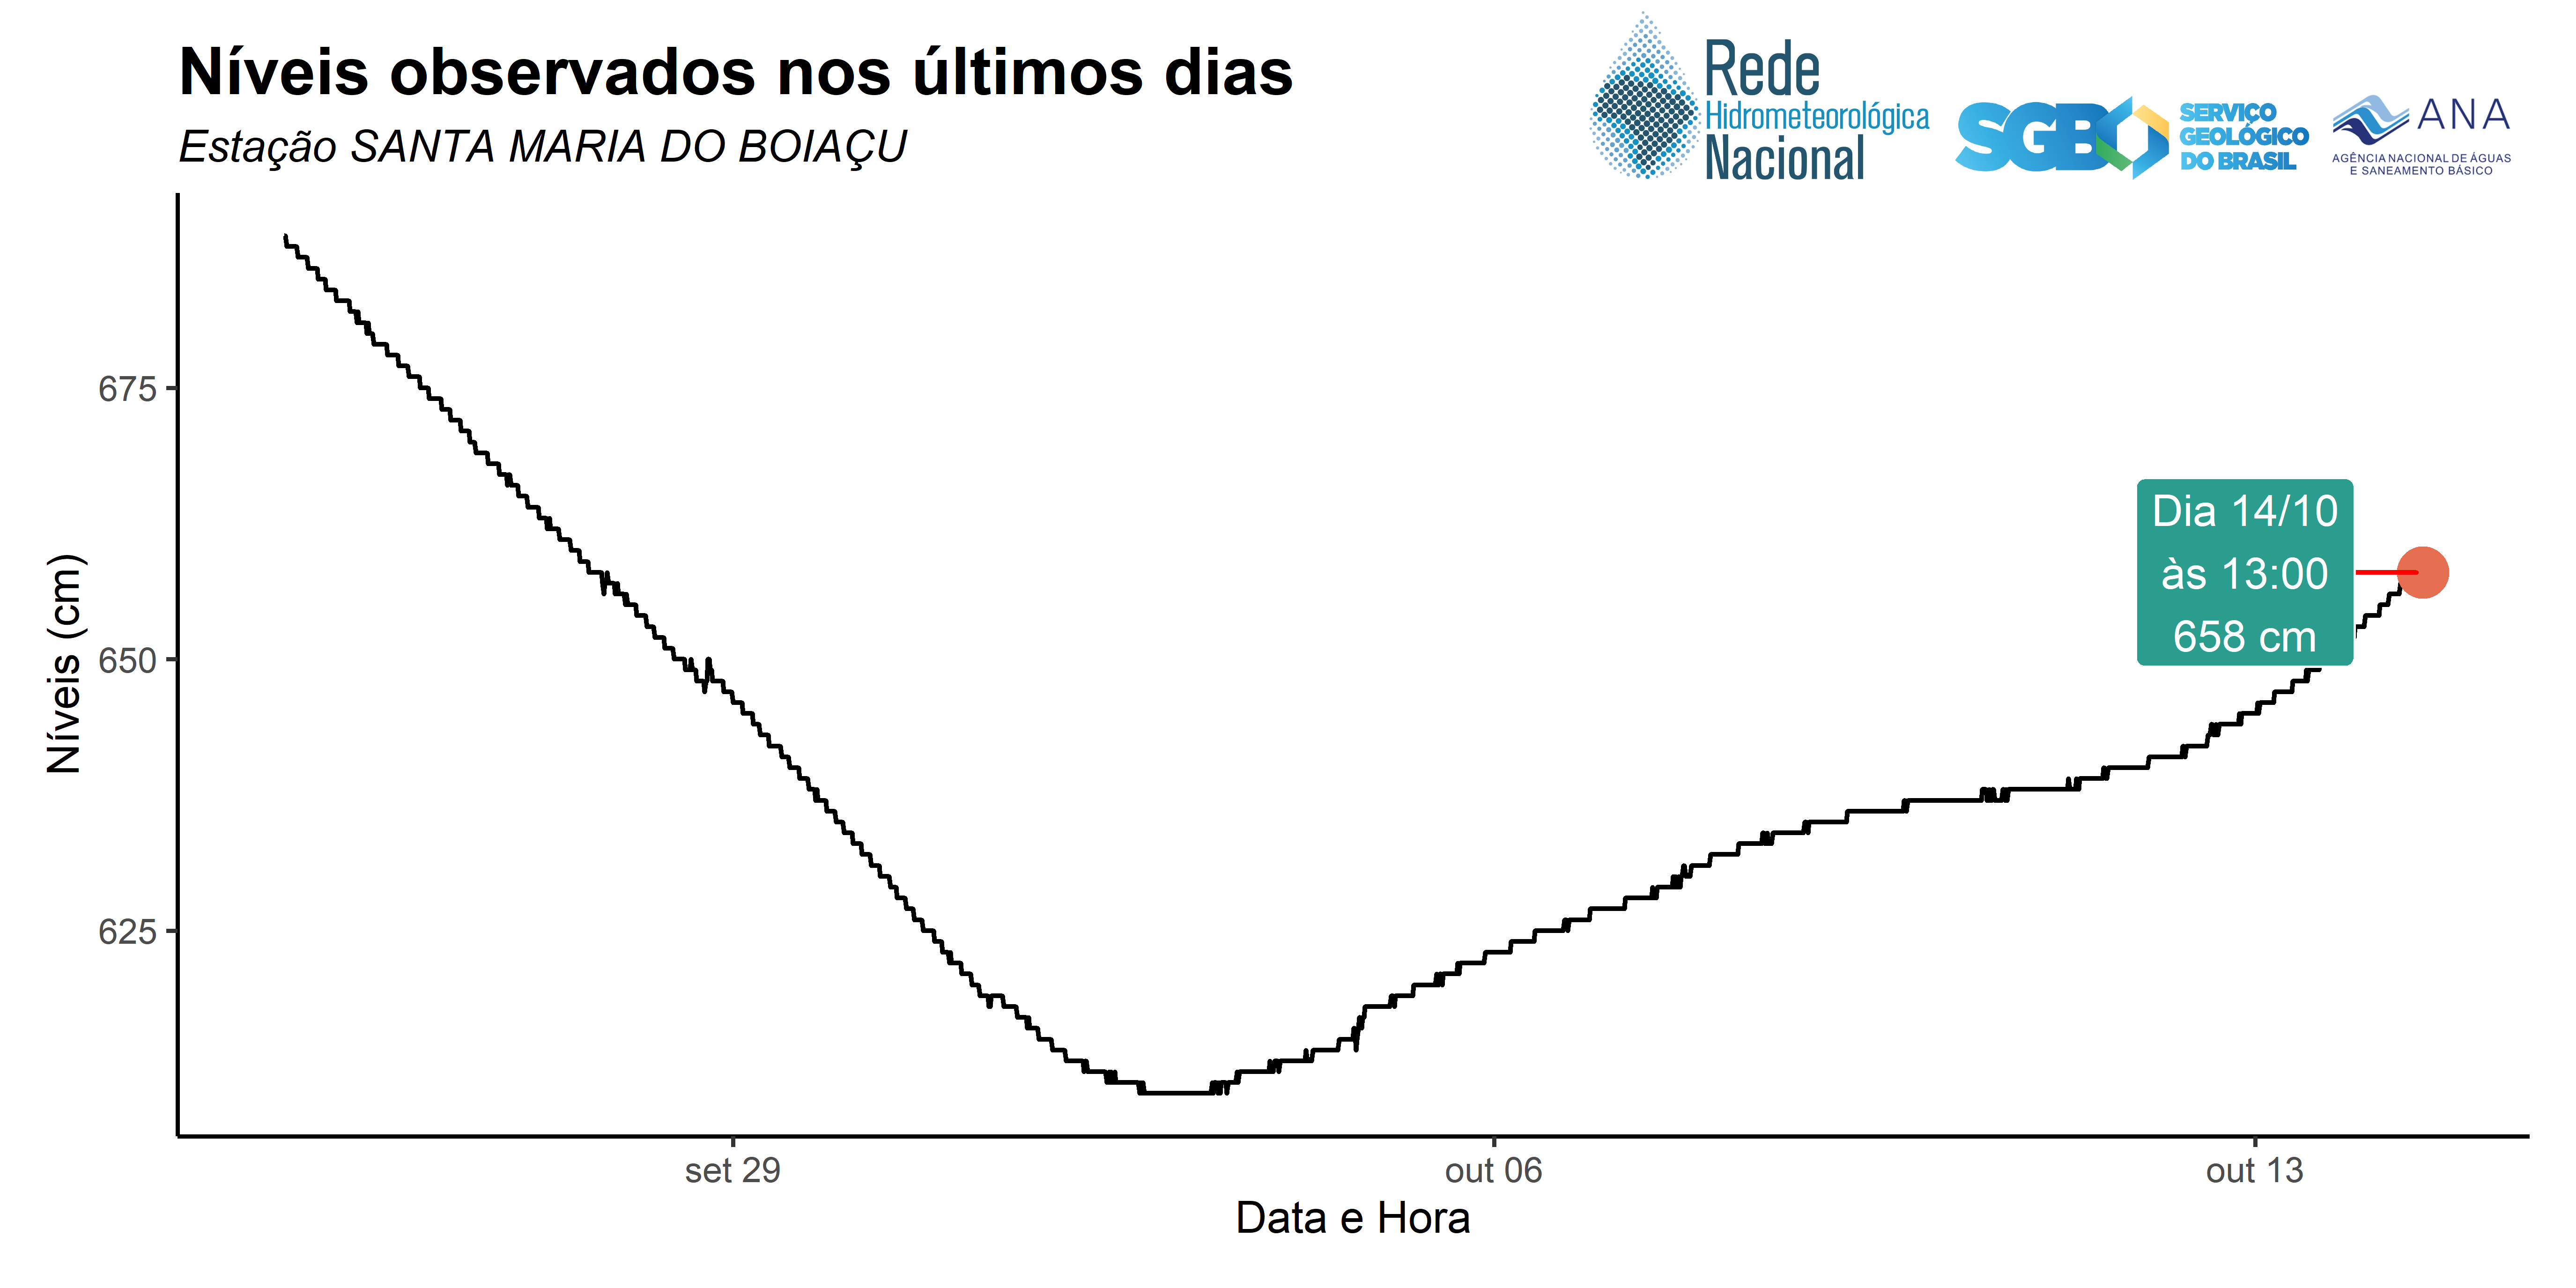 Níveis observados nos últimos dias
Estação SANTA MARIA DO BOIAÇU
Rede
Hidrometeorológica
Nacional
SGB
SERVIÇO
GEOLÓGICO
DO BRASIL
ANA
AGÊNCIA NACIONAL DE ÁGUAS
E SANEAMENTO BÁSICO
Níveis (cm)
675
650
625
Dia 14/10
às 13:00
658 cm
set 29
out 06
out 13
Data e Hora